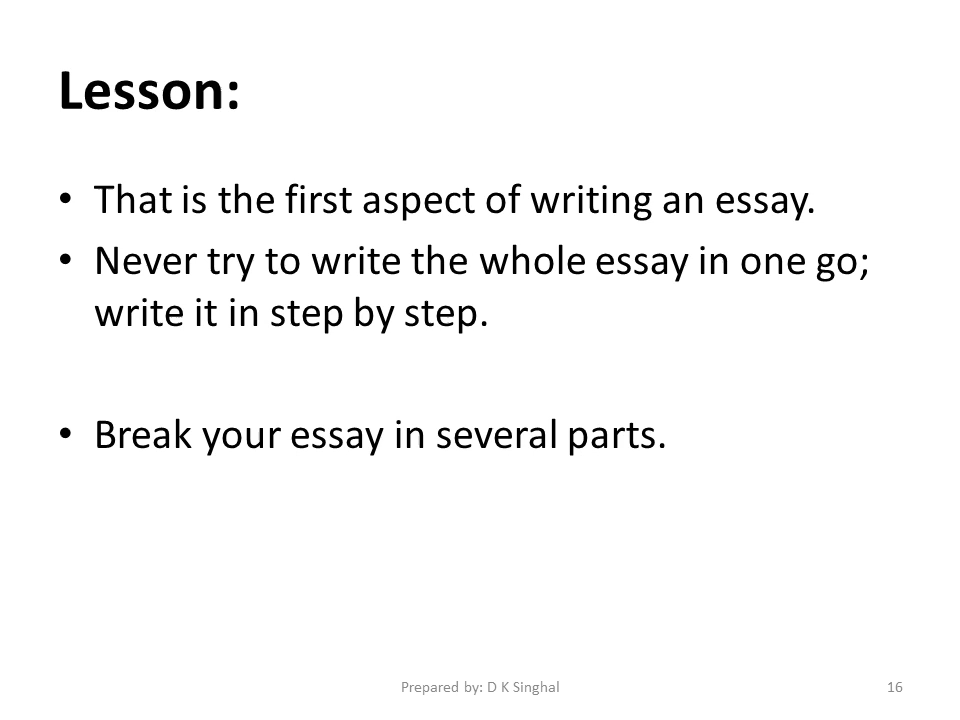 Lesson:
• That is the first aspect of writing an essay.
• Never try to write the whole essay in one go;
write it in step by step.
• Break your essay in several parts.
Prepared by: D K Singhal
16